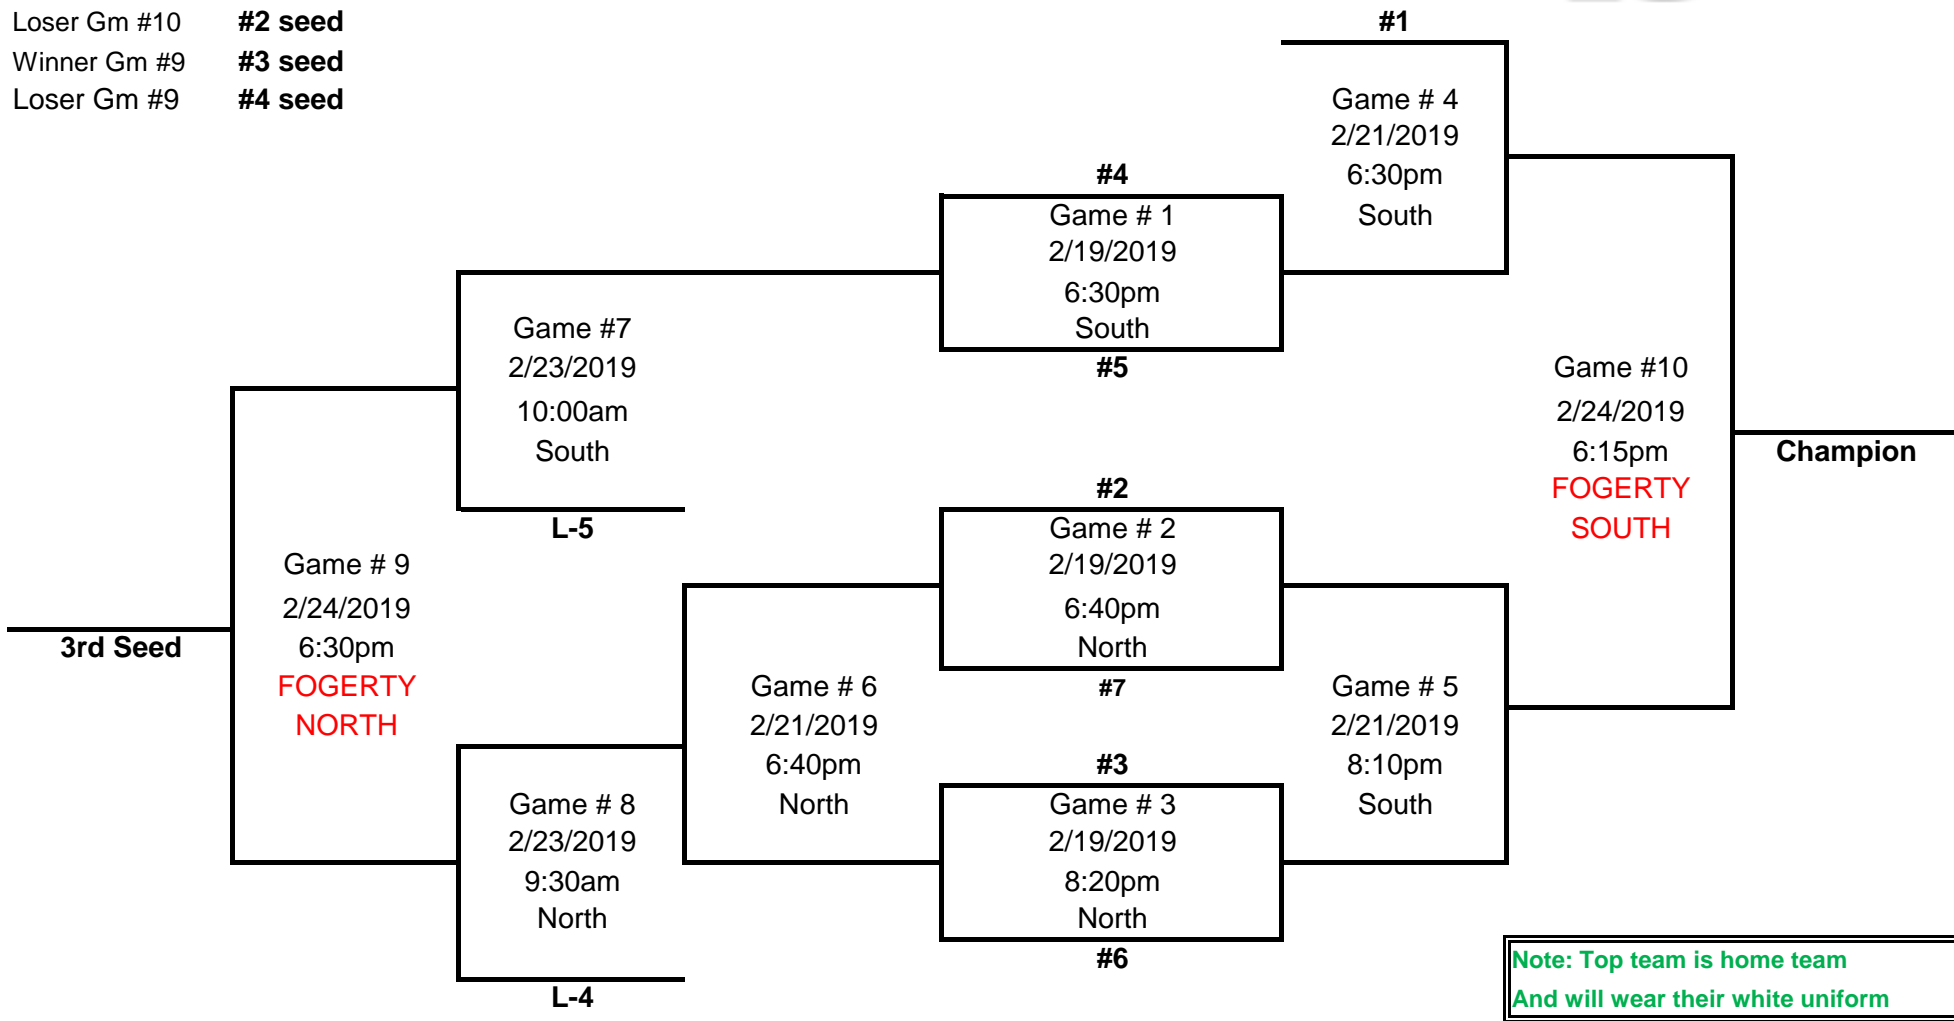 Loser Gm #10 #2 seed
Winner Gm #9 #3 seed
Loser Gm #9 #4 seed
#1
Game # 4
2/21/2019
6:30pm
South
#4
Game # 1
2/19/2019
6:30pm
South
#5
Game #7
2/23/2019
10:00am
South
L-5
Game #10
2/24/2019
6:15pm
FOGERTY
SOUTH
Champion
#2
Game # 2
2/19/2019
6:40pm
North
#7
Game # 9
2/24/2019
6:30pm
FOGERTY
NORTH
3rd Seed
Game # 6
2/21/2019
6:40pm
North
Game # 5
2/21/2019
8:10pm
South
#3
Game # 3
2/19/2019
8:20pm
North
#6
Game # 8
2/23/2019
9:30am
North
L-4
Note: Top team is home team
And will wear their white uniform